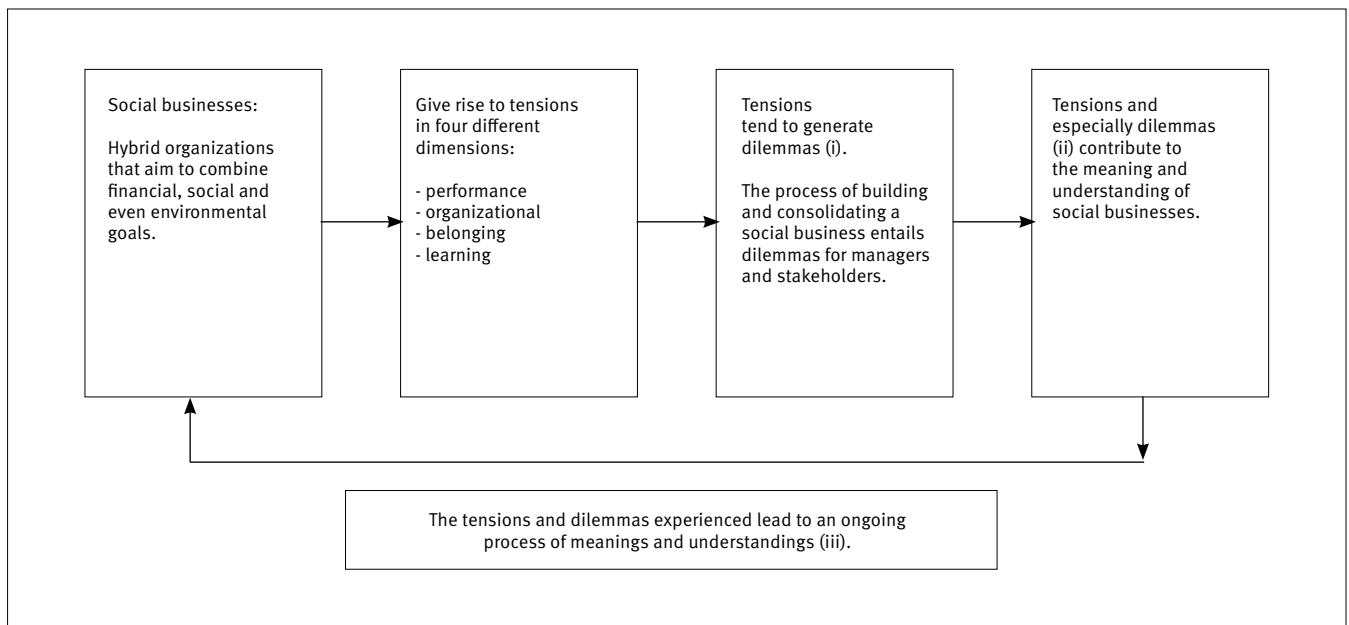 Social businesses:
Hybrid organizations
that aim to combine
financial, social and
even environmental
goals.
Give rise to tensions
in four different
dimensions:
- performance
- organizational
- belonging
- learning
Tensions
tend to generate
dilemmas (i).
The process of building
and consolidating a
social business entails
dilemmas for managers
and stakeholders.
Tensions and
especially dilemmas
(ii) contribute to
the meaning and
understanding of
social businesses.
The tensions and dilemmas experienced lead to an ongoing
process of meanings and understandings (iii).